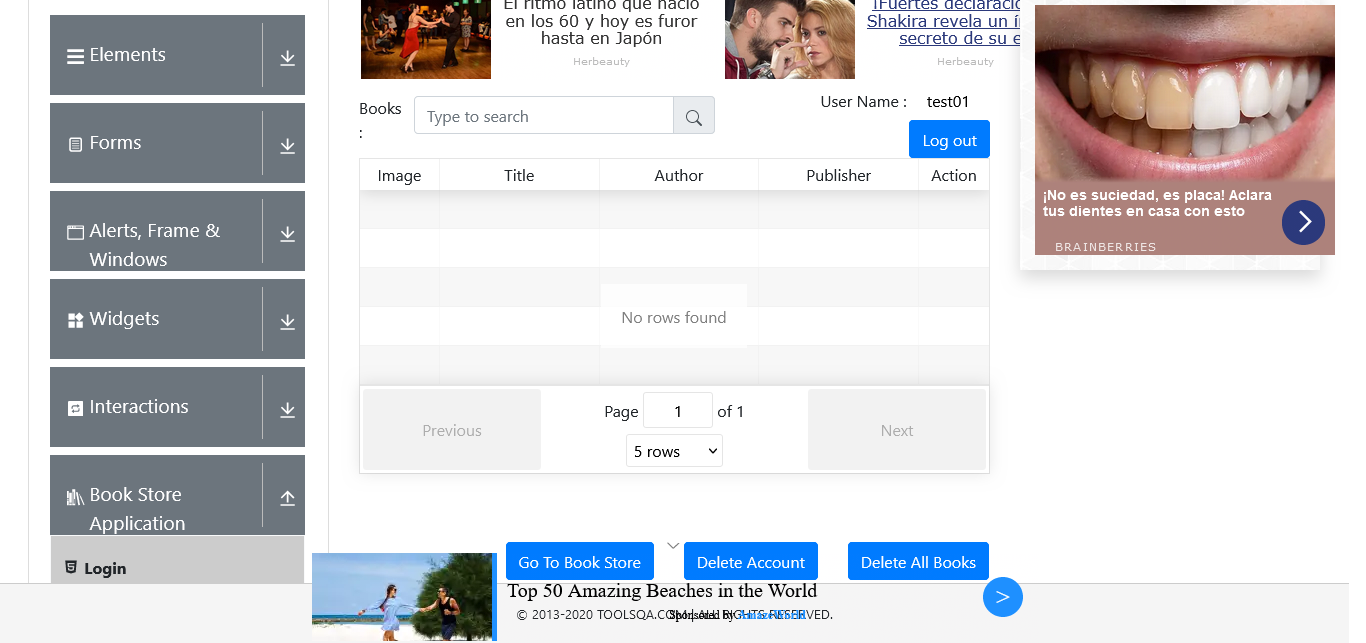 Elements
Forms
Alerts, Frame &
Windows
Widgets
Interactions
Book Store
Application
Login
El ritmo latino que nació
en los 60 y hoy es furor
hasta en Japón
Herbeauty
Shakira revela un
secreto de su
Herbeauty
Books
:
Type to search
User Name : test01
Log out
Image Title Author Publisher Action
No rows found
Previous
Page 1 of 1
5 rows
Next
Go To Book Store Delete Account Delete All Books
Top 50 Amazing Beaches in the World
© 2013-2020 TOOLSQA.COM ALL RIGHTS RESERVED.
Sponsored By
>
¡No es suciedad, es placa! Aclara
tus dientes en casa con esto
BRAINBERRIES